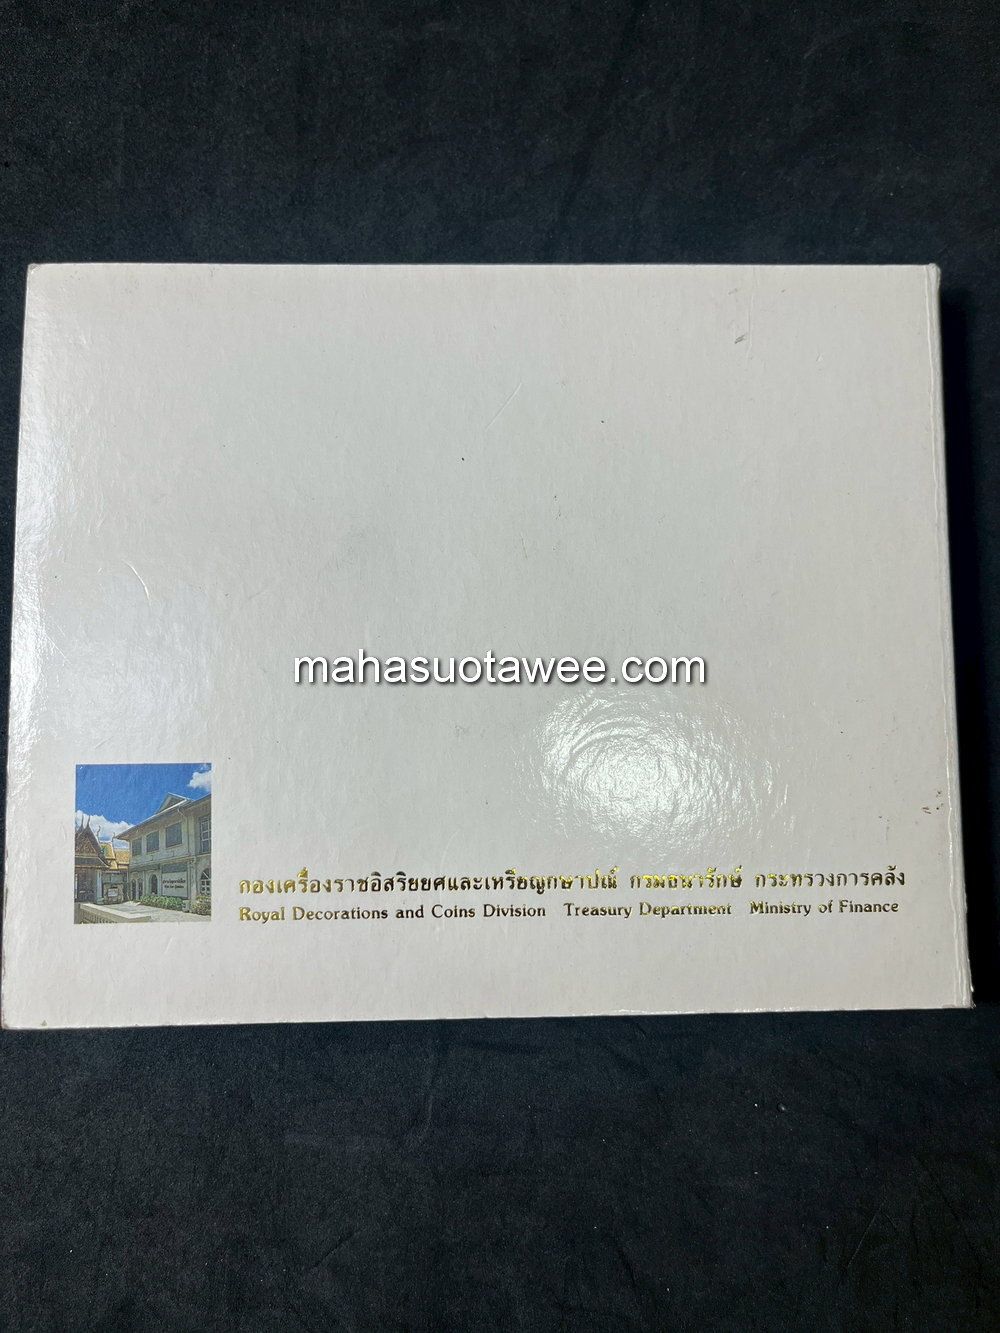 mahasuotawee.com
กองเครื่องราชอิสริยยศและเหรียญกษาปณ์ กรมธนารักษ์ กระทรวงการคลัง
Royal Decorations and Coins Division Treasury Department Ministry of Finance